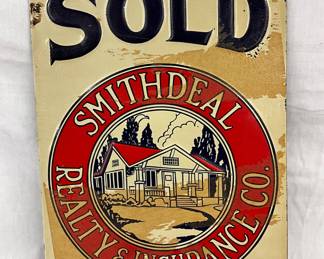 SOLD
SMITHDEAL
REALTY & INSURANCE CO.